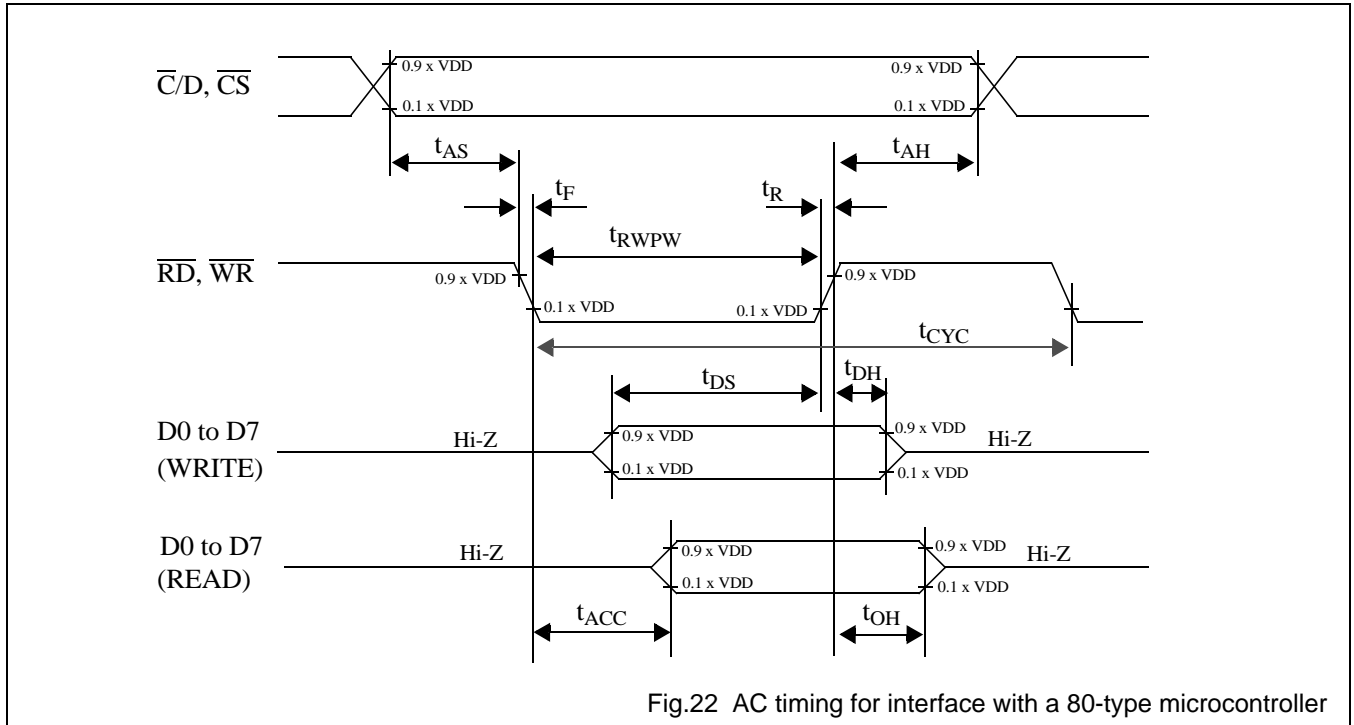 C̅/D, C̅S̅
0.9 x VDD
0.9 x VDD
0.1 x VDD
0.1 x VDD
tAS
tAH
tF
tR
tRWPW
R̅D̅, W̅R̅
0.9 x VDD
0.9 x VDD
0.1 x VDD
0.1 x VDD
tCYC
tDS
tDH
D0 to D7
(WRITE)
Hi-Z
0.9 x VDD
0.9 x VDD
Hi-Z
0.1 x VDD
0.1 x VDD
D0 to D7
(READ)
Hi-Z
0.9 x VDD
0.9 x VDD
Hi-Z
0.1 x VDD
0.1 x VDD
tACC
tOH
Fig.22 AC timing for interface with a 80-type microcontroller